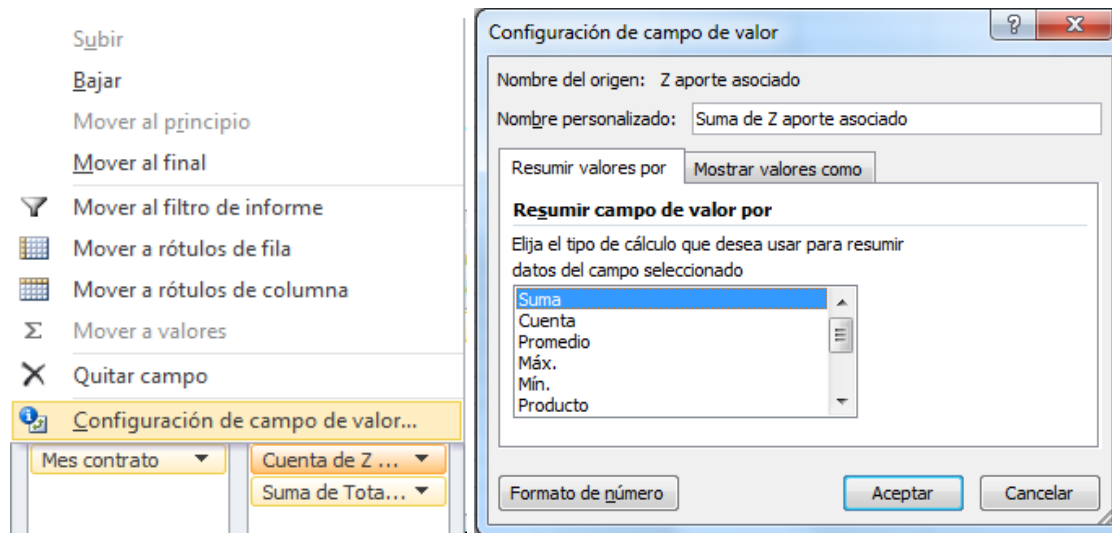 Subir
Bajar
Mover al principio
Mover al final
Mover al filtro de informe
Mover a rótulos de fila
Mover a rótulos de columna
Σ Mover a valores
Quitar campo
Configuración de campo de valor...
Mes contrato
Cuenta de Z ...
Suma de Tota...
Configuración de campo de valor
Nombre del origen: Z aporte asociado
Nombre personalizado: Suma de Z aporte asociado
Resumir valores por
Mostrar valores como
Resumir campo de valor por
Elija el tipo de cálculo que desea usar para resumir
datos del campo seleccionado
Suma
Cuenta
Promedio
Máx.
Mín.
Producto
Formato de número
Aceptar
Cancelar